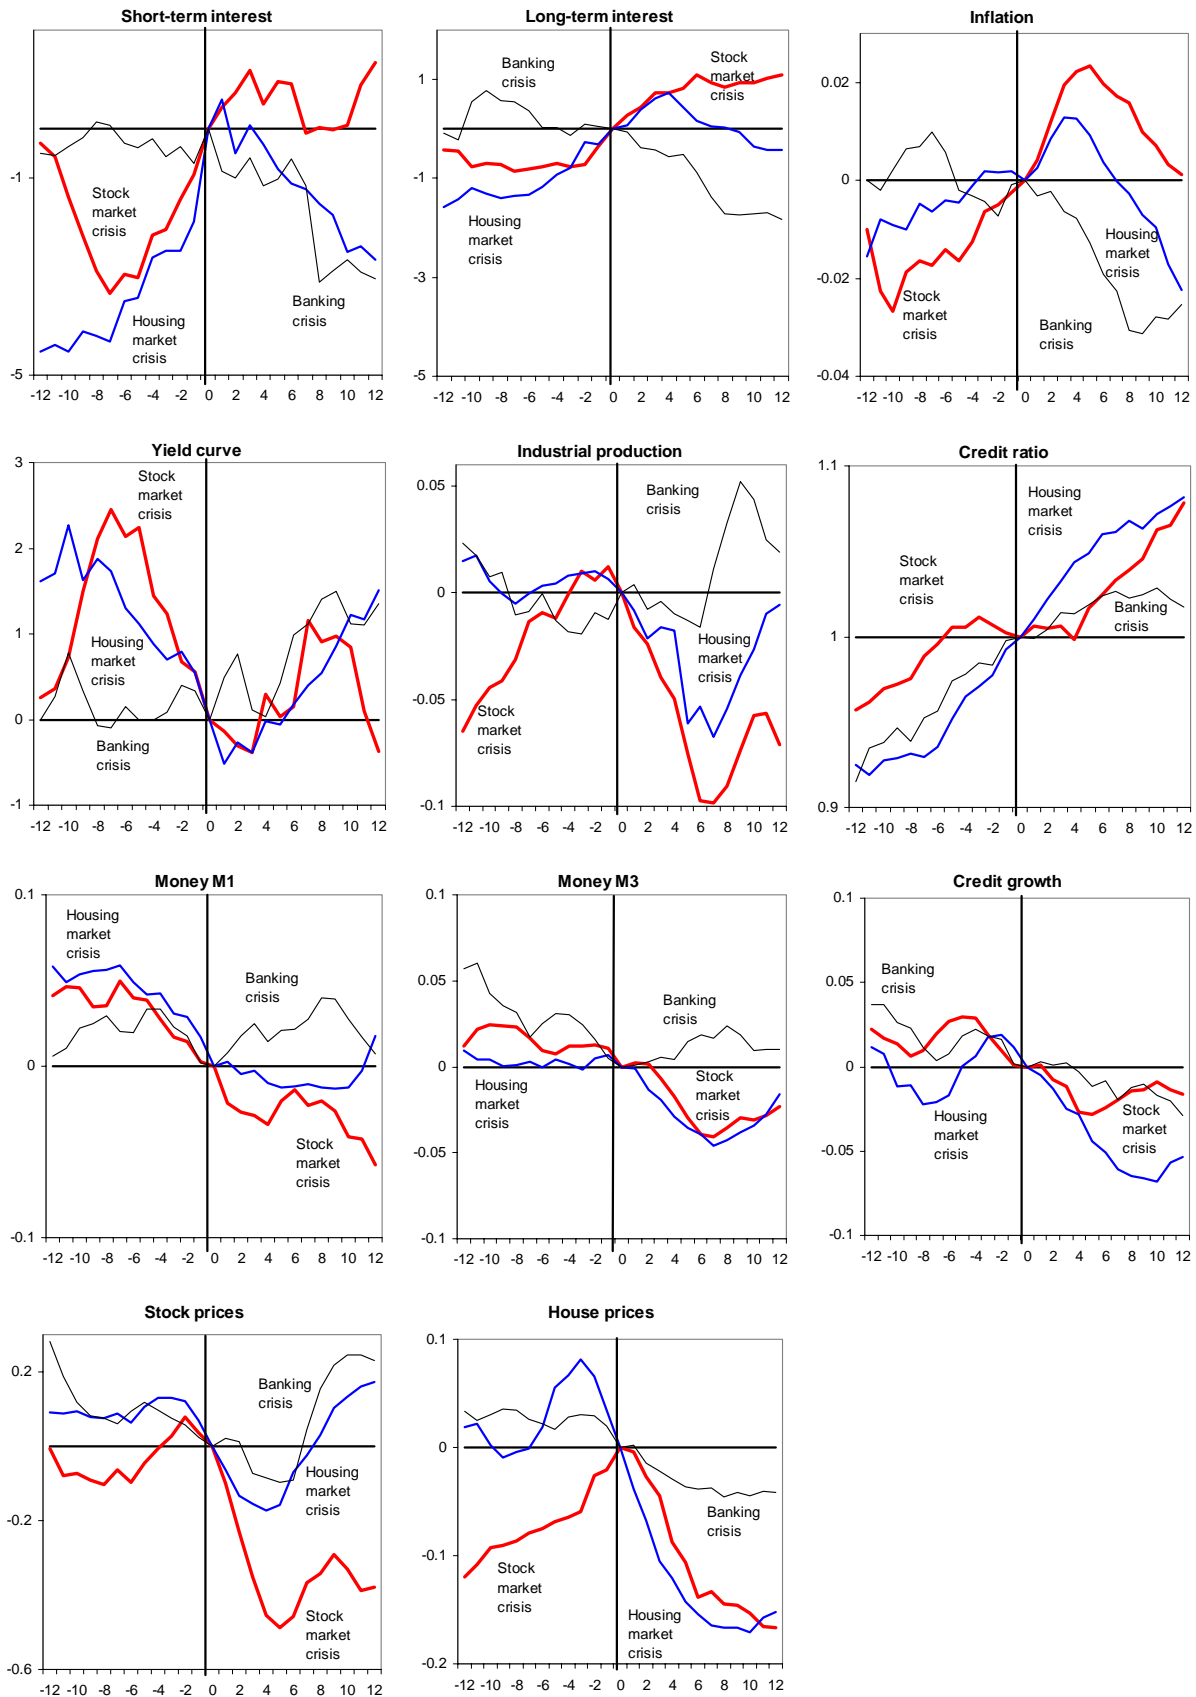 Short-term interest
Long-term interest
Inflation
-1
-5
Stock
market
crisis
Housing
market
crisis
Banking
crisis
-12 -10 -8 -6 -4 -2 0 2 4 6 8 10 12
1
-1
-3
-5
Banking
crisis
Stock
market
crisis
Housing
market
crisis
-12 -10 -8 -6 -4 -2 0 2 4 6 8 10 12
0.02
0
-0.02
-0.04
Stock
market
crisis
Housing
market
crisis
Banking
crisis
-12 -10 -8 -6 -4 -2 0 2 4 6 8 10 12
Yield curve
Industrial production
Credit ratio
3
2
1
0
-1
Stock
market
crisis
Housing
market
crisis
Banking
crisis
-12 -10 -8 -6 -4 -2 0 2 4 6 8 10 12
0.05
0
-0.05
-0.1
Banking
crisis
Housing
market
crisis
Stock
market
crisis
-12 -10 -8 -6 -4 -2 0 2 4 6 8 10 12
1.1
1
0.9
Housing
market
crisis
Stock
market
crisis
Banking
crisis
-12 -10 -8 -6 -4 -2 0 2 4 6 8 10 12
Money M1
Money M3
Credit growth
0.1
0
-0.1
Housing
market
crisis
Banking
crisis
Stock
market
crisis
-12 -10 -8 -6 -4 -2 0 2 4 6 8 10 12
0.1
0.05
0
-0.05
-0.1
Banking
crisis
Housing
market
crisis
Stock
market
crisis
-12 -10 -8 -6 -4 -2 0 2 4 6 8 10 12
0.1
0.05
0
-0.05
-0.1
Banking
crisis
Housing
market
crisis
Stock
market
crisis
-12 -10 -8 -6 -4 -2 0 2 4 6 8 10 12
Stock prices
House prices
0.2
-0.2
-0.6
Banking
crisis
Housing
market
crisis
Stock
market
crisis
-12 -10 -8 -6 -4 -2 0 2 4 6 8 10 12
0.1
0
-0.1
-0.2
Banking
crisis
Stock
market
crisis
Housing
market
crisis
-12 -10 -8 -6 -4 -2 0 2 4 6 8 10 12